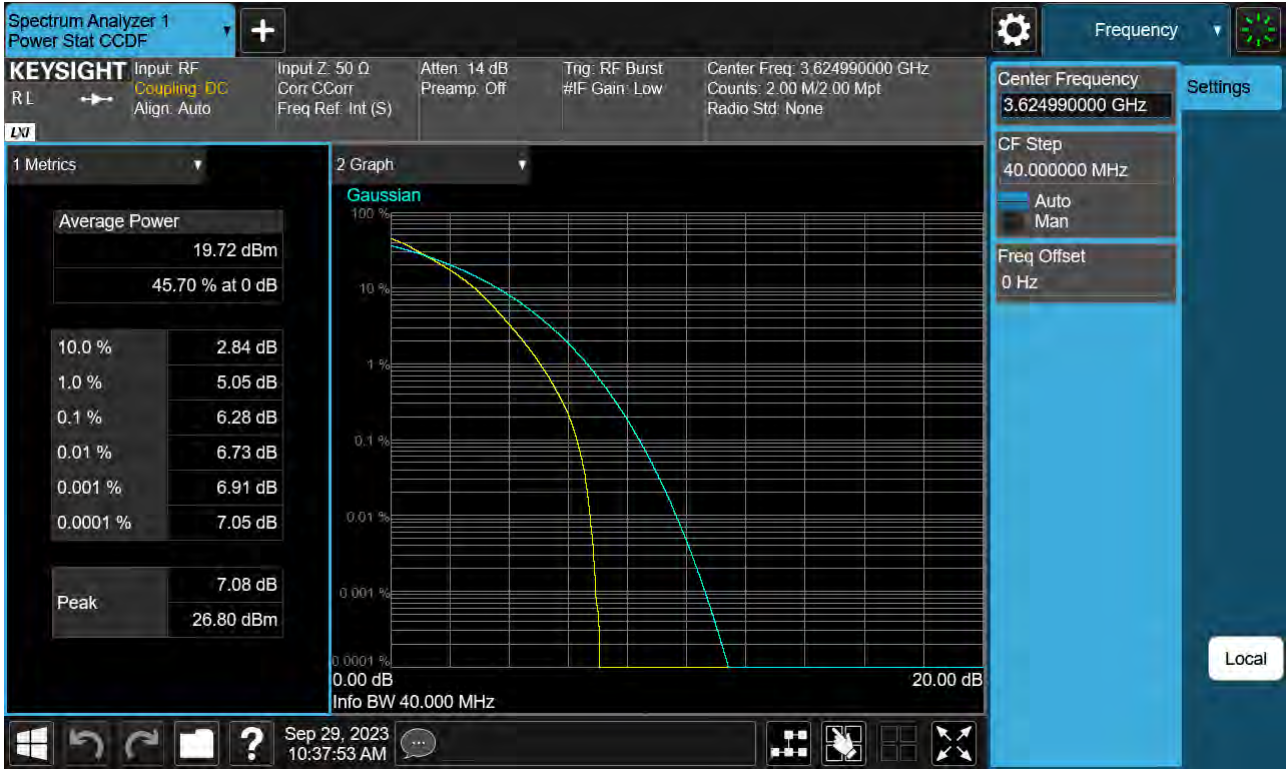 Spectrum Analyzer 1
Power Stat CCDF
+
Frequency
KEYSIGHT
R L
LXI
Input: RF
Coupling: DC
Align: Auto
Input Z: 50 Ω
Corr CCorr
Freq Ref: Int (S)
Atten: 14 dB
Preamp: Off
Trig: RF Burst
#IF Gain: Low
Center Freq: 3.624990000 GHz
Counts: 2.00 M/2.00 Mpt
Radio Std: None
Center Frequency
3.624990000 GHz
Settings
CF Step
40.000000 MHz
Auto
Man
Freq Offset
0 Hz
Local
1 Metrics
Average Power
19.72 dBm
45.70 % at 0 dB
10.0 % 2.84 dB
1.0 % 5.05 dB
0.1 % 6.28 dB
0.01 % 6.73 dB
0.001 % 6.91 dB
0.0001 % 7.05 dB
Peak
7.08 dB
26.80 dBm
2 Graph
Gaussian
100 %
10 %
1 %
0.1 %
0.01 %
0.001 %
0.0001 %
0.00 dB 20.00 dB
Info BW 40.000 MHz
?
Sep 29, 2023
10:37:53 AM